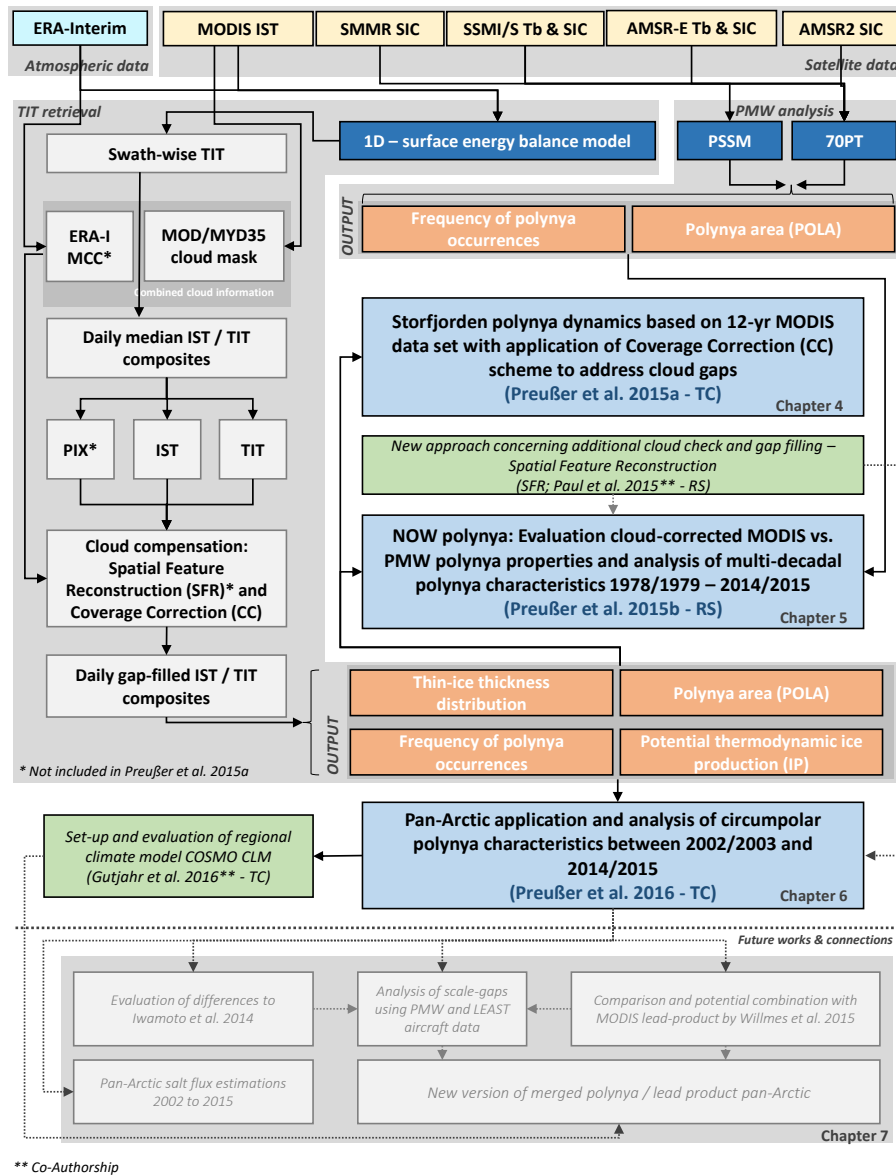 ERA-Interim
MODIS IST
SMMR SIC
SSMI/S Tb & SIC
AMSR-E Tb & SIC
AMSR2 SIC
Atmospheric data
Satellite data
TIT retrieval
PMW analysis
1D – surface energy balance model
PSSM
70PT
Swath-wise TIT
OUTPUT
Frequency of polynya
occurrences
Polynya area (POLA)
ERA-I
MCC*
MOD/MYD35
cloud mask
Combined cloud information
Storfjorden polynya dynamics based on 12-yr MODIS
data set with application of Coverage Correction (CC)
scheme to address cloud gaps
(Preußer et al. 2015a - TC)
Chapter 4
Daily median IST / TIT
composites
PIX*
IST
TIT
New approach concerning additional cloud check and gap filling –
Spatial Feature Reconstruction
(SFR; Paul et al. 2015** - RS)
NOW polynya: Evaluation cloud-corrected MODIS vs.
PMW polynya properties and analysis of multi-decadal
polynya characteristics 1978/1979 – 2014/2015
(Preußer et al. 2015b - RS)
Chapter 5
Cloud compensation:
Spatial Feature
Reconstruction (SFR)* and
Coverage Correction (CC)
Daily gap-filled IST / TIT
composites
OUTPUT
Thin-ice thickness
distribution
Polynya area (POLA)
Frequency of polynya
occurrences
Potential thermodynamic ice
production (IP)
* Not included in Preußer et al. 2015a
Set-up and evaluation of regional
climate model COSMO CLM
(Gutjahr et al. 2016** - TC)
Pan-Arctic application and analysis of circumpolar
polynya characteristics between 2002/2003 and
2014/2015
(Preußer et al. 2016 - TC)
Chapter 6
Future works & connections
Evaluation of differences to
Iwamoto et al. 2014
Analysis of scale-gaps
using PMW and LEAST
aircraft data
Comparison and potential combination with
MODIS lead-product by Willmes et al. 2015
Pan-Arctic salt flux estimations
2002 to 2015
New version of merged polynya / lead product pan-Arctic
Chapter 7
** Co-Authorship